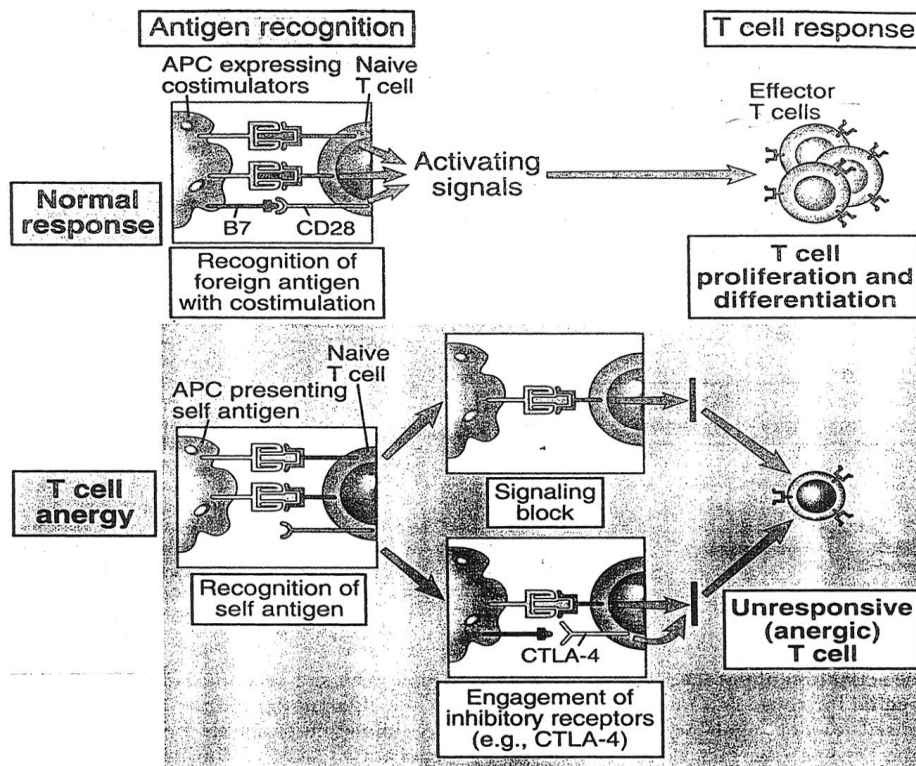 Antigen recognition
T cell response
APC expressing
costimulators
Naive
T cell
Effector
T cells
Activating
signals
Normal
response
B7
CD28
Recognition of
foreign antigen
with costimulation
T cell
proliferation and
differentiation
Naive
T cell
APC presenting
self antigen
T cell
anergy
Signaling
block
Recognition of
self antigen
CTLA-4
Unresponsive
(anergic)
T cell
Engagement of
inhibitory receptors
(e.g., CTLA-4)